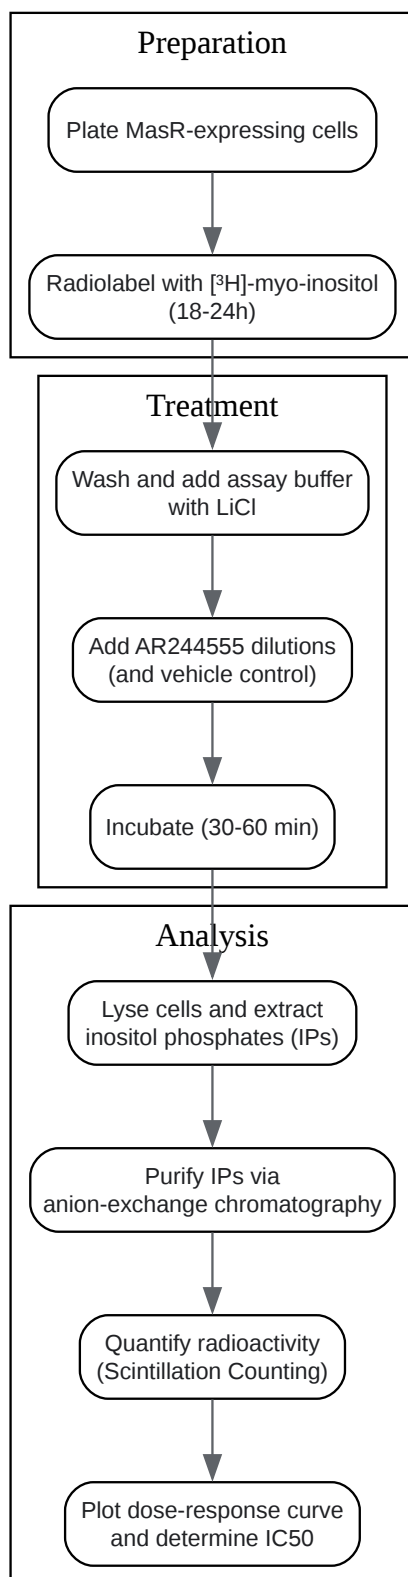 Preparation
Plate MasR-expressing cells
Radiolabel with [³H]-myo-inositol
(18-24h)
Treatment
Wash and add assay buffer
with LiCl
Add AR244555 dilutions
(and vehicle control)
Incubate (30-60 min)
Analysis
Lyse cells and extract
inositol phosphates (IPs)
Purify IPs via
anion-exchange chromatography
Quantify radioactivity
(Scintillation Counting)
Plot dose-response curve
and determine IC50